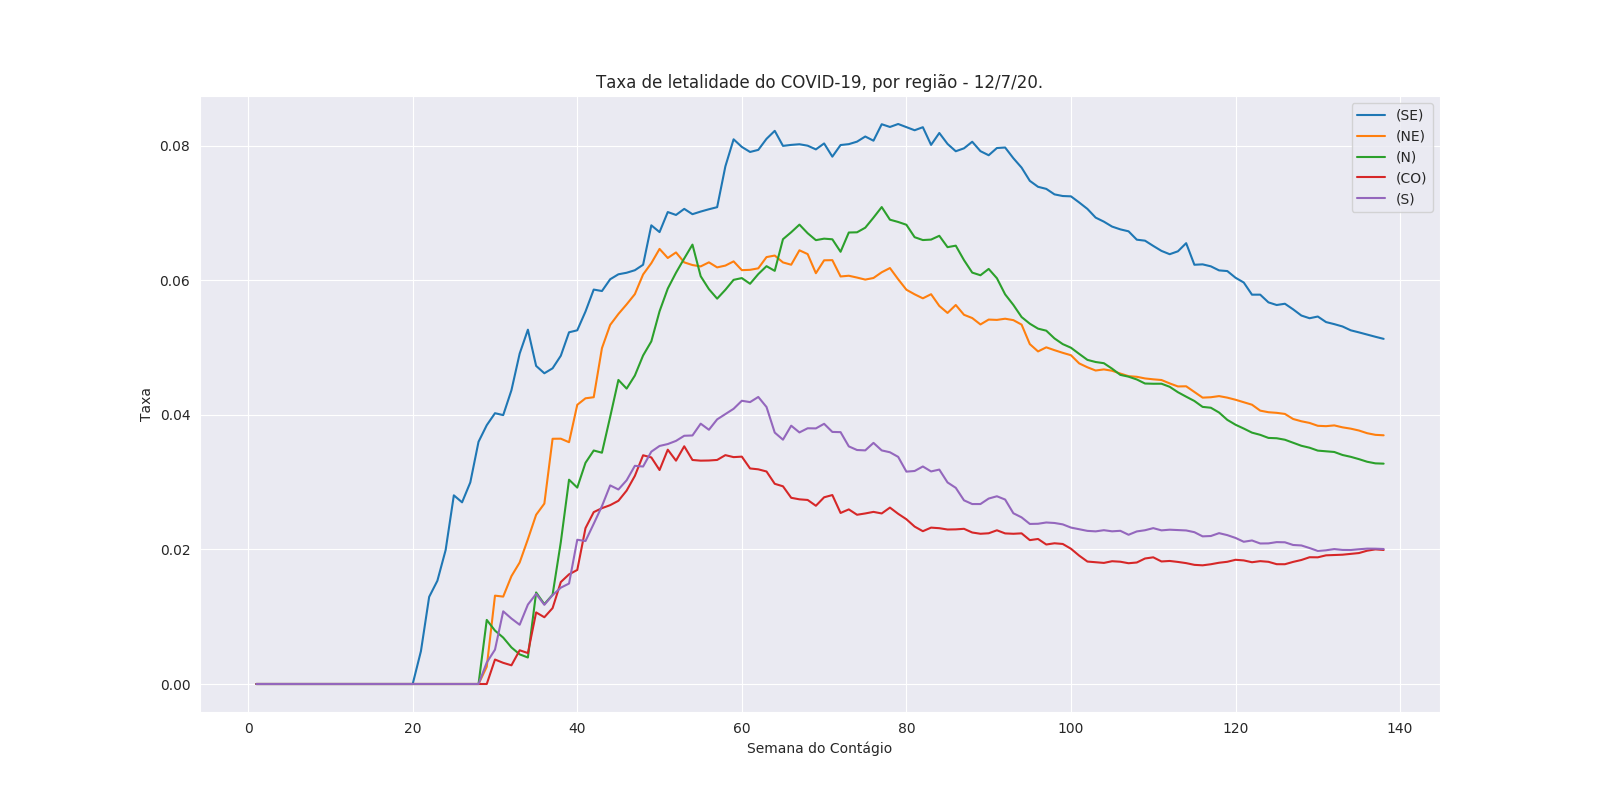 Taxa de letalidade do COVID-19, por região - 12/7/20.
(SE)
(NE)
(N)
(CO)
(S)
Taxa
0.08
0.06
0.04
0.02
0.00
0 20 40 60 80 100 120 140
Semana do Contágio